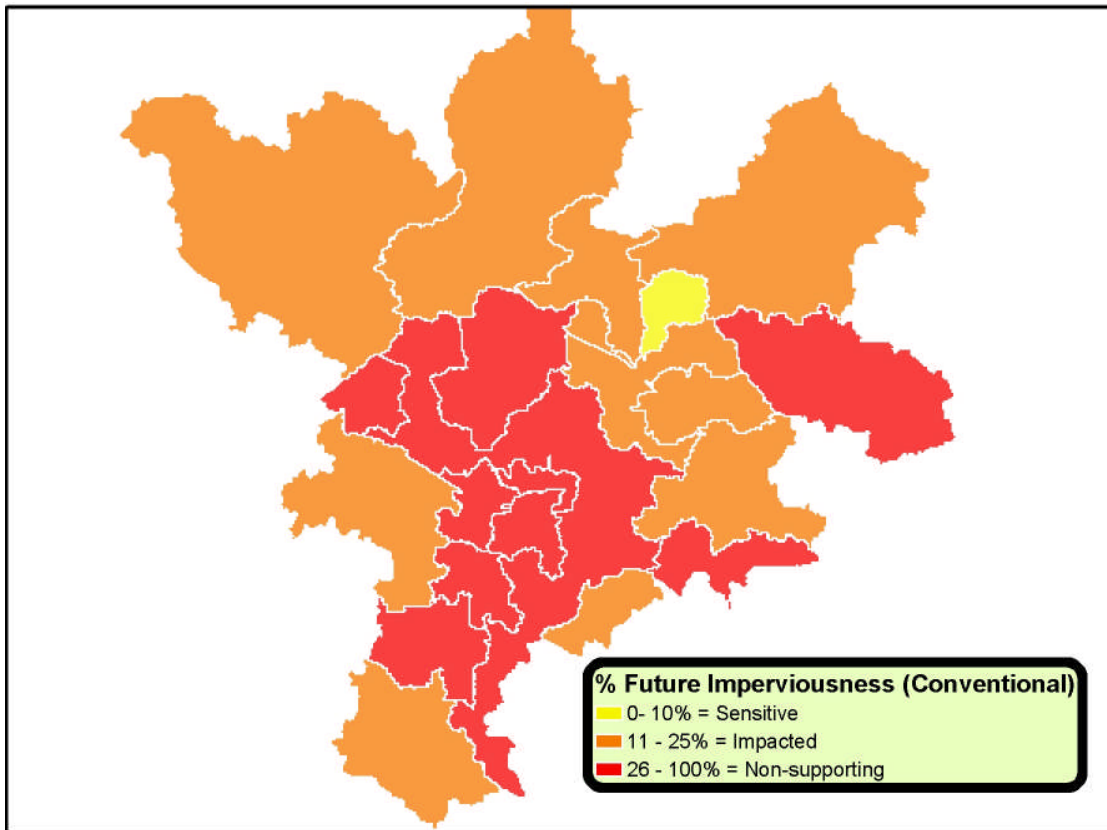 % Future Imperviousness (Conventional)
0- 10% = Sensitive
11 - 25% = Impacted
26 - 100% = Non-supporting